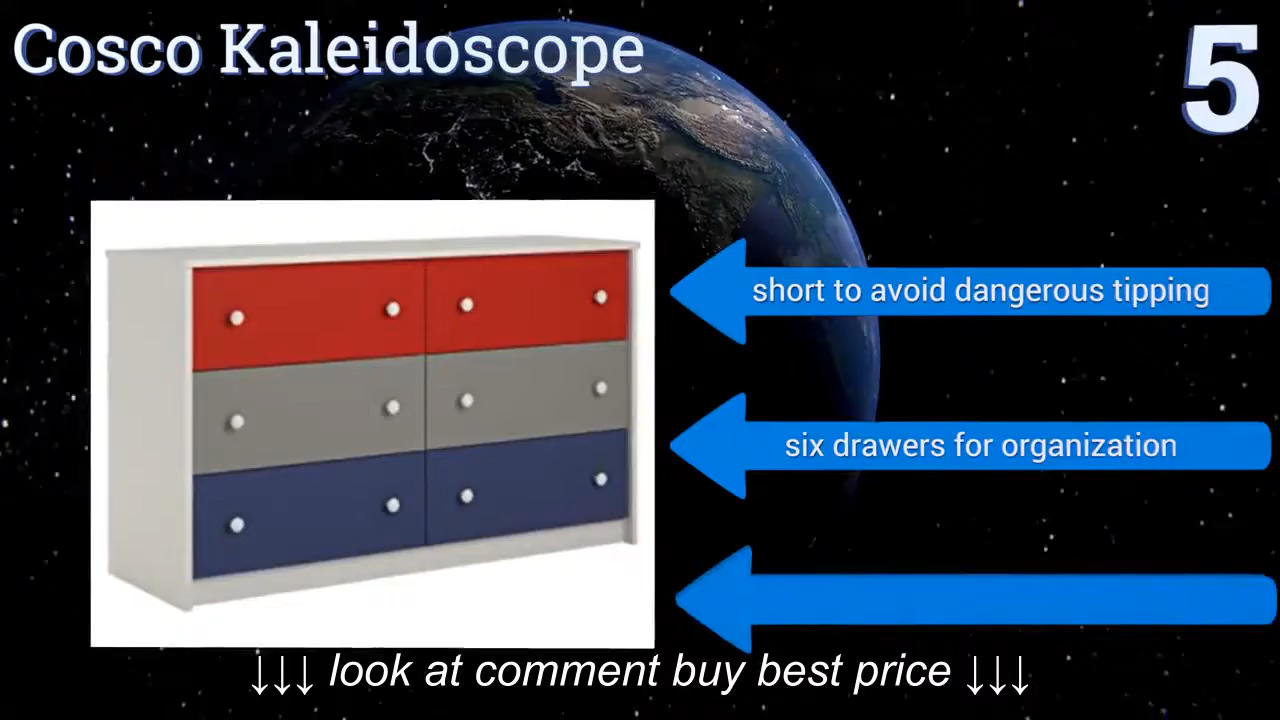 Cosco Kaleidoscope
5
short to avoid dangerous tipping
six drawers for organization
↓↓↓ look at comment buy best price ↓↓↓